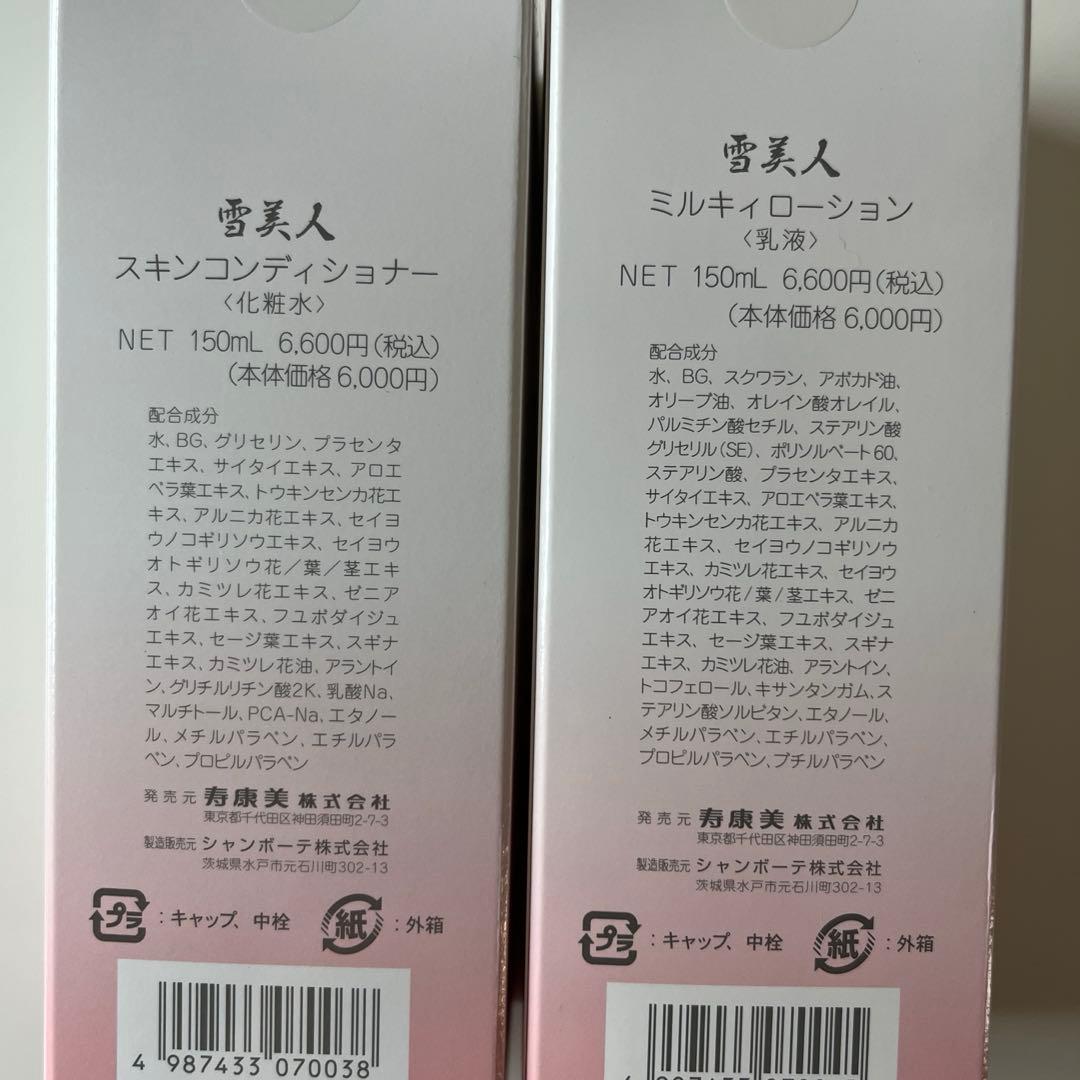 雪美人
スキンコンディショナー
〈化粧水〉
NET 150mL 6,600円(税込)
(本体価格6,000円)
配合成分
水、BG、グリセリン、プラセンタ
エキス、サイタイエキス、アロエ
ベラ葉エキス、トウキンセンカ花エ
キス、アルニカ花エキス、セイヨ
ウノコギリソウエキス、セイヨウ
オトギリソウ花/葉/茎エキ
ス、カミツレ花エキス、ゼニア
オイ花エキス、フユボダイジュ
エキス、セージ葉エキス、スギナ
エキス、カミツレ花油、アラントイ
ン、グリチルリチン酸2K、乳酸Na、
マルチトール、PCA-Na、エタノー
ル、メチルパラベン、エチルパラ
ベン、プロピルパラベン
発売元 寿康美 株式会社
東京都千代田区神田須田町2-7-3
製造販売元 シャンボーテ株式会社
茨城県水戸市元石川町302-13
プラ:キャップ、中栓 紙:外箱
4 987433 070038
雪美人
ミルキィローション
〈乳液〉
NET 150mL 6,600円(税込)
(本体価格6,000円)
配合成分
水、BG、スクワラン、アボカド油、
オリーブ油、オレイン酸オレイル、
パルミチン酸セチル、ステアリン酸
グリセリル(SE)、ポリソルベート60、
ステアリン酸、プラセンタエキス、
サイタイエキス、アロエベラ葉エキス、
トウキンセンカ花エキス、アルニカ
花エキス、セイヨウノコギリソウ
エキス、カミツレ花エキス、セイヨウ
オトギリソウ花/葉/茎エキス、ゼニ
アオイ花エキス、フユボダイジュ
エキス、セージ葉エキス、スギナ
エキス、カミツレ花油、アラントイン、
トコフェロール、キサンタンガム、ス
テアリン酸ソルビタン、エタノール、
メチルパラベン、エチルパラベン、
プロピルパラベン、ブチルパラベン
発売元 寿康美 株式会社
東京都千代田区神田須田町2-7-3
製造販売元 シャンボーテ株式会社
茨城県水戸市元石川町302-13
プラ:キャップ、中栓 紙:外箱